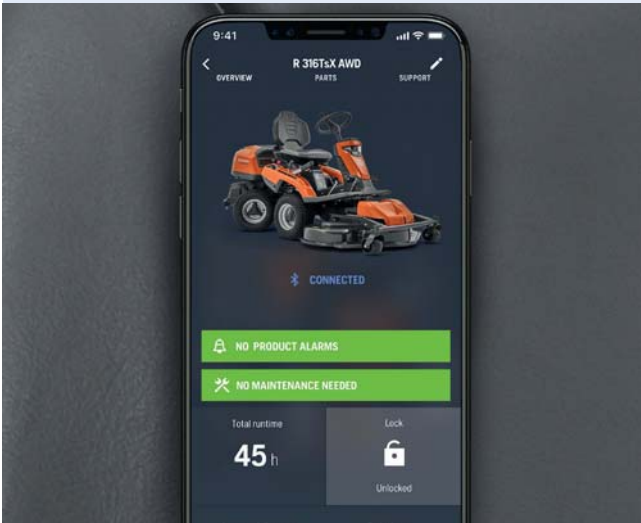 9:41
R 316TsX AWD
OVERVIEW PARTS SUPPORT
CONNECTED
NO PRODUCT ALARMS
NO MAINTENANCE NEEDED
Total runtime
45 h
Lock
Unlocked